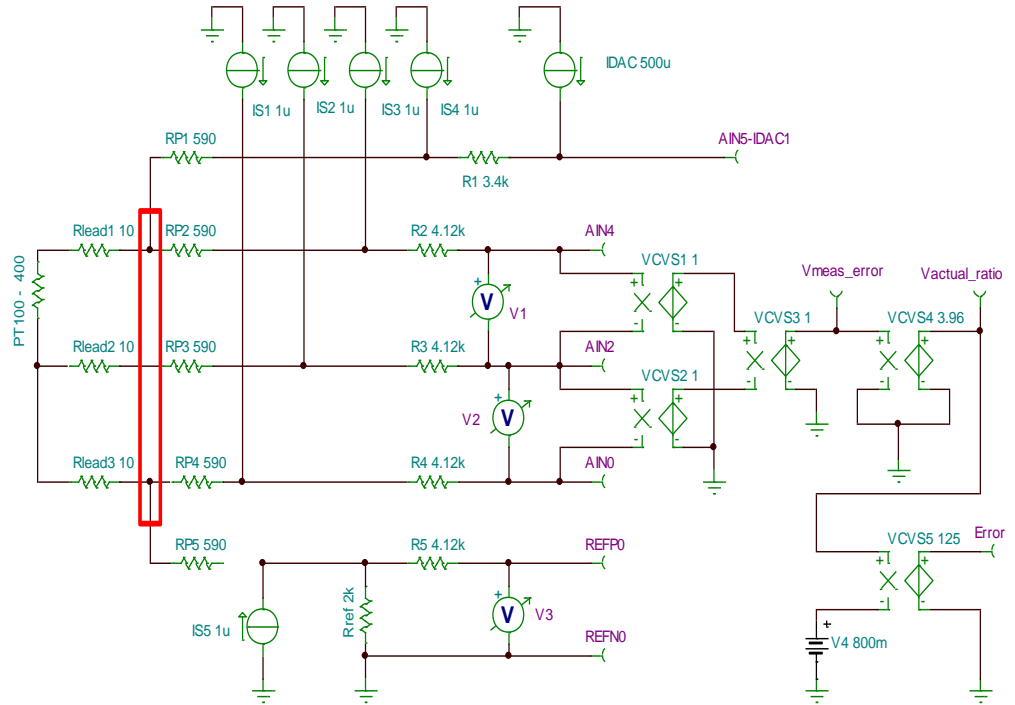 IDAC 500u
IS1 1u
IS2 1u
IS3 1u
IS4 1u
RP1 590
AIN5-IDAC1
R1 3.4k
Rlead1 10
RP2 590
R2 4.12k
AIN4
VCVS1 1
+
-
+
-
Vmeas_error
Vactual_ratio
PT100 - 400
+
V
V1
VCVS3 1
+
-
+
-
VCVS4 3.96
+
-
+
-
Rlead2 10
RP3 590
R3 4.12k
AIN2
VCVS2 1
+
-
+
-
+
V
V2
Rlead3 10
RP4 590
R4 4.12k
AIN0
RP5 590
R5 4.12k
REFP0
VCVS5 125
+
-
+
-
Error
IS5 1u
Rref 2k
+
V
V3
REFN0
+
V4 800m